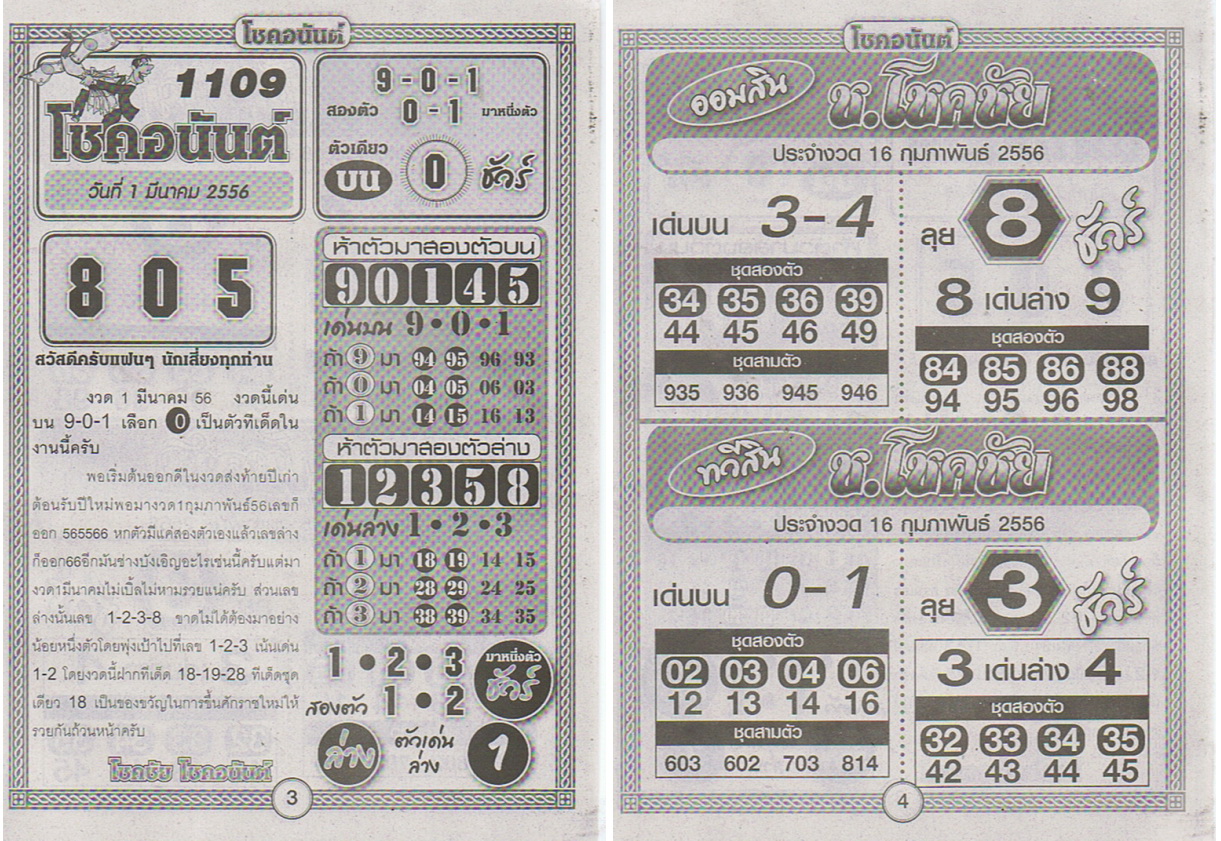 โชคอนันต์
1109
โชคอนันต์
วันที่ 1 มีนาคม 2556
9-0-1
สองตัว 0-1 มาหนึ่งตัว
ตัวเดียว
บน 0 ชัวร์
8 0 5
สวัสดีครับแฟนๆ นักเสี่ยงทุกท่าน
งวด 1 มีนาคม 56 งวดนี้เด่น
บน 9-0-1 เลือก 0 เป็นตัวทีเด็ดใน
งานนี้ครับ
พอเริ่มต้นออกดีในงวดส่งท้ายปีเก่า
ต้อนรับปีใหม่พอมางวด1กุมภาพันธ์56เลขก็
ออก 565566 หกตัวมีแค่สองตัวเองแล้วเลขล่าง
ก็ออก66อีกมันช่างบังเอิญอะไรเช่นนี้ครับแต่มา
งวด1มีนาคมไม่เบิ้ลไม่หามรวยแน่ครับ ส่วนเลข
ล่างนั้นเลข 1-2-3-8 ขาดไม่ได้ต้องมาอย่าง
น้อยหนึ่งตัวโดยพุ่งเป้าไปที่เลข 1-2-3 เน้นเด่น
1-2 โดยงวดนี้ฝากทีเด็ด 18-19-28 ทีเด็ดชุด
เดียว 18 เป็นของขวัญในการขึ้นศักราชใหม่ให้
รวยกันถ้วนหน้าครับ
โชคชัย โชคอนันต์
ห้าตัวมาสองตัวบน
90145
เด่นบน 9•0•1
ถ้า 9 มา 94 95 96 93
ถ้า 0 มา 04 05 06 03
ถ้า 1 มา 14 15 16 13
ห้าตัวมาสองตัวล่าง
12358
เด่นล่าง 1•2•3
ถ้า 1 มา 18 19 14 15
ถ้า 2 มา 28 29 24 25
ถ้า 3 มา 38 39 34 35
1•2•3 มาหนึ่งตัว
ชัวร์
สองตัว 1•2
ล่าง ตัวเด่น
ล่าง 1
3
โชคอนันต์
ออมสิน ช.โชคชัย
ประจำงวด 16 กุมภาพันธ์ 2556
เด่นบน 3-4
ชุดสองตัว
34 35 36 39
44 45 46 49
ชุดสามตัว
935 936 945 946
ลุย 8 ชัวร์
8 เด่นล่าง 9
ชุดสองตัว
84 85 86 88
94 95 96 98
ทวีสิน ช.โชคชัย
ประจำงวด 16 กุมภาพันธ์ 2556
เด่นบน 0-1
ชุดสองตัว
02 03 04 06
12 13 14 16
ชุดสามตัว
603 602 703 814
ลุย 3 ชัวร์
3 เด่นล่าง 4
ชุดสองตัว
32 33 34 35
42 43 44 45
4